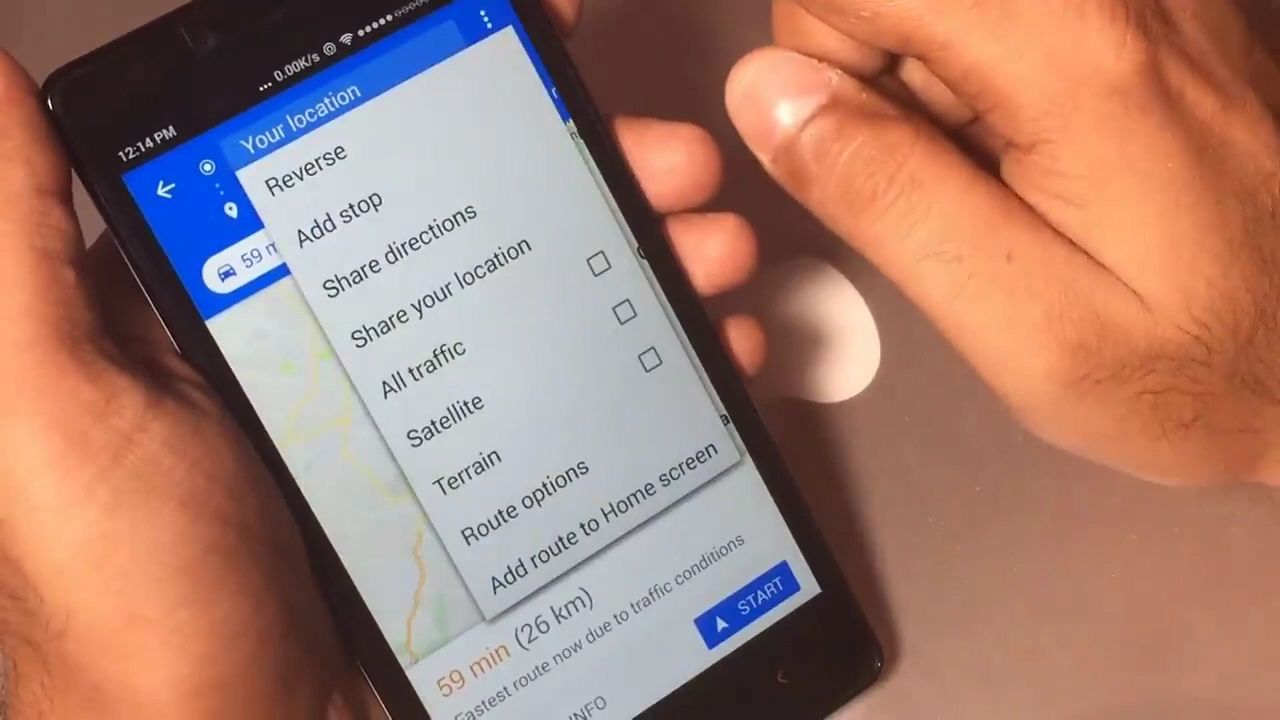 ... 0.00K/s
12:14 PM
Your location
59 m
Reverse
Add stop
Share directions
Share your location
All traffic
Satellite
Terrain
Route options
Add route to Home screen
59 min (26 km)
Fastest route now due to traffic conditions
START
INFO